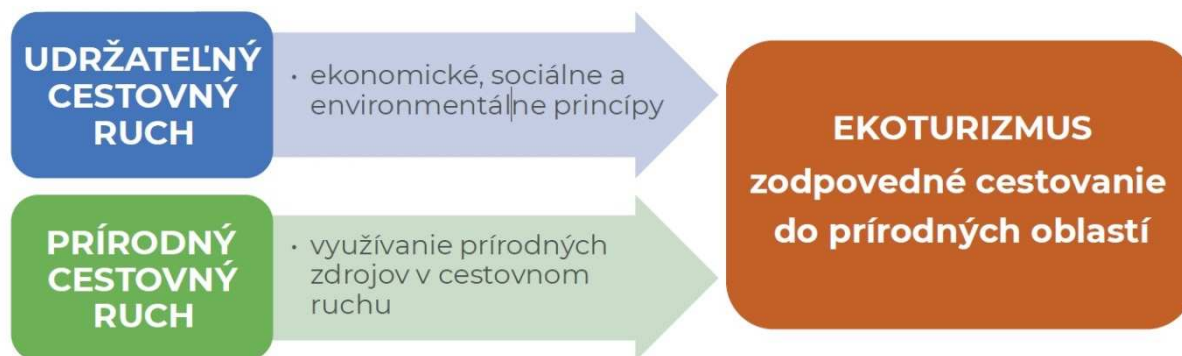 UDRŽATEĽNÝ
CESTOVNÝ
RUCH
• ekonomické, sociálne a
environmentálne princípy
PRÍRODNÝ
CESTOVNÝ
RUCH
• využívanie prírodných
zdrojov v cestovnom
ruchu
EKOTURIZMUS
zodpovedné cestovanie
do prírodných oblastí